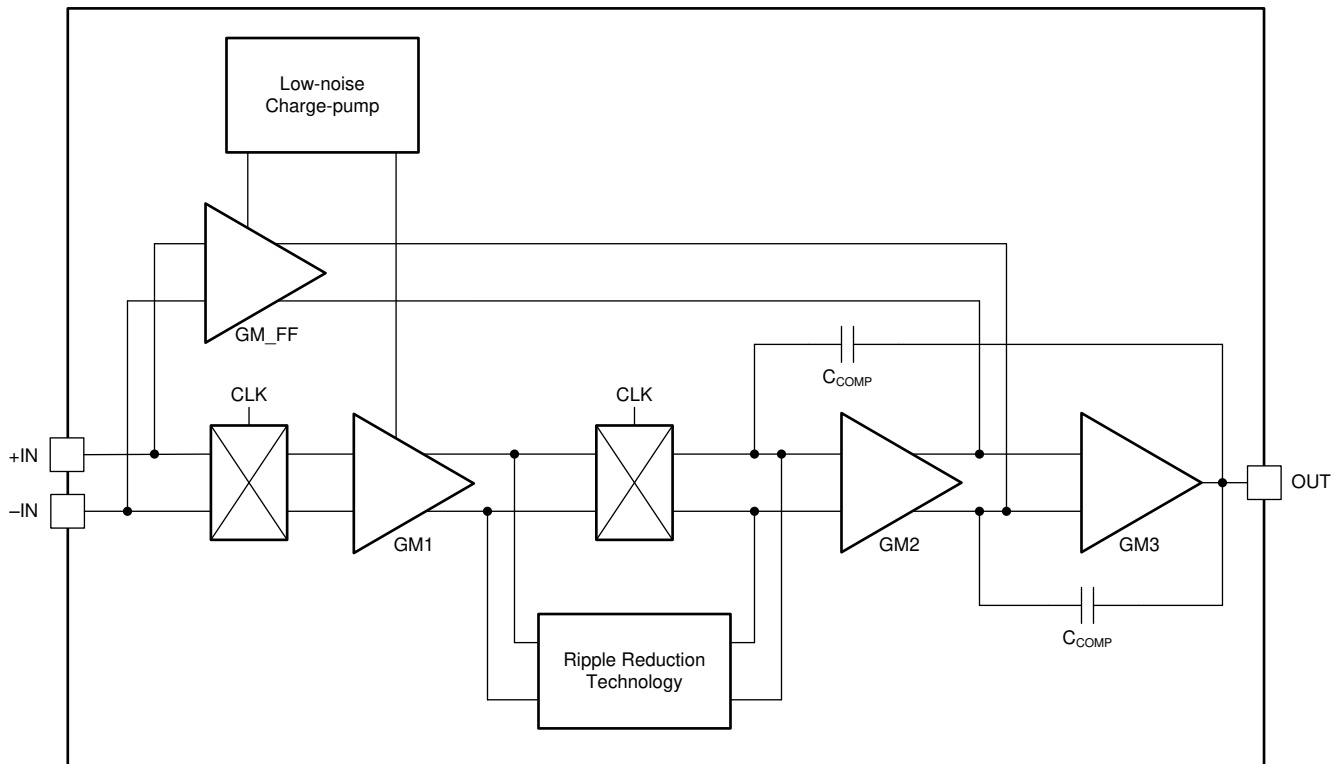 Low-noise
Charge-pump
GM_FF
CLK
CLK
C_COMP
+IN
–IN
OUT
GM1
GM2
GM3
C_COMP
Ripple Reduction
Technology